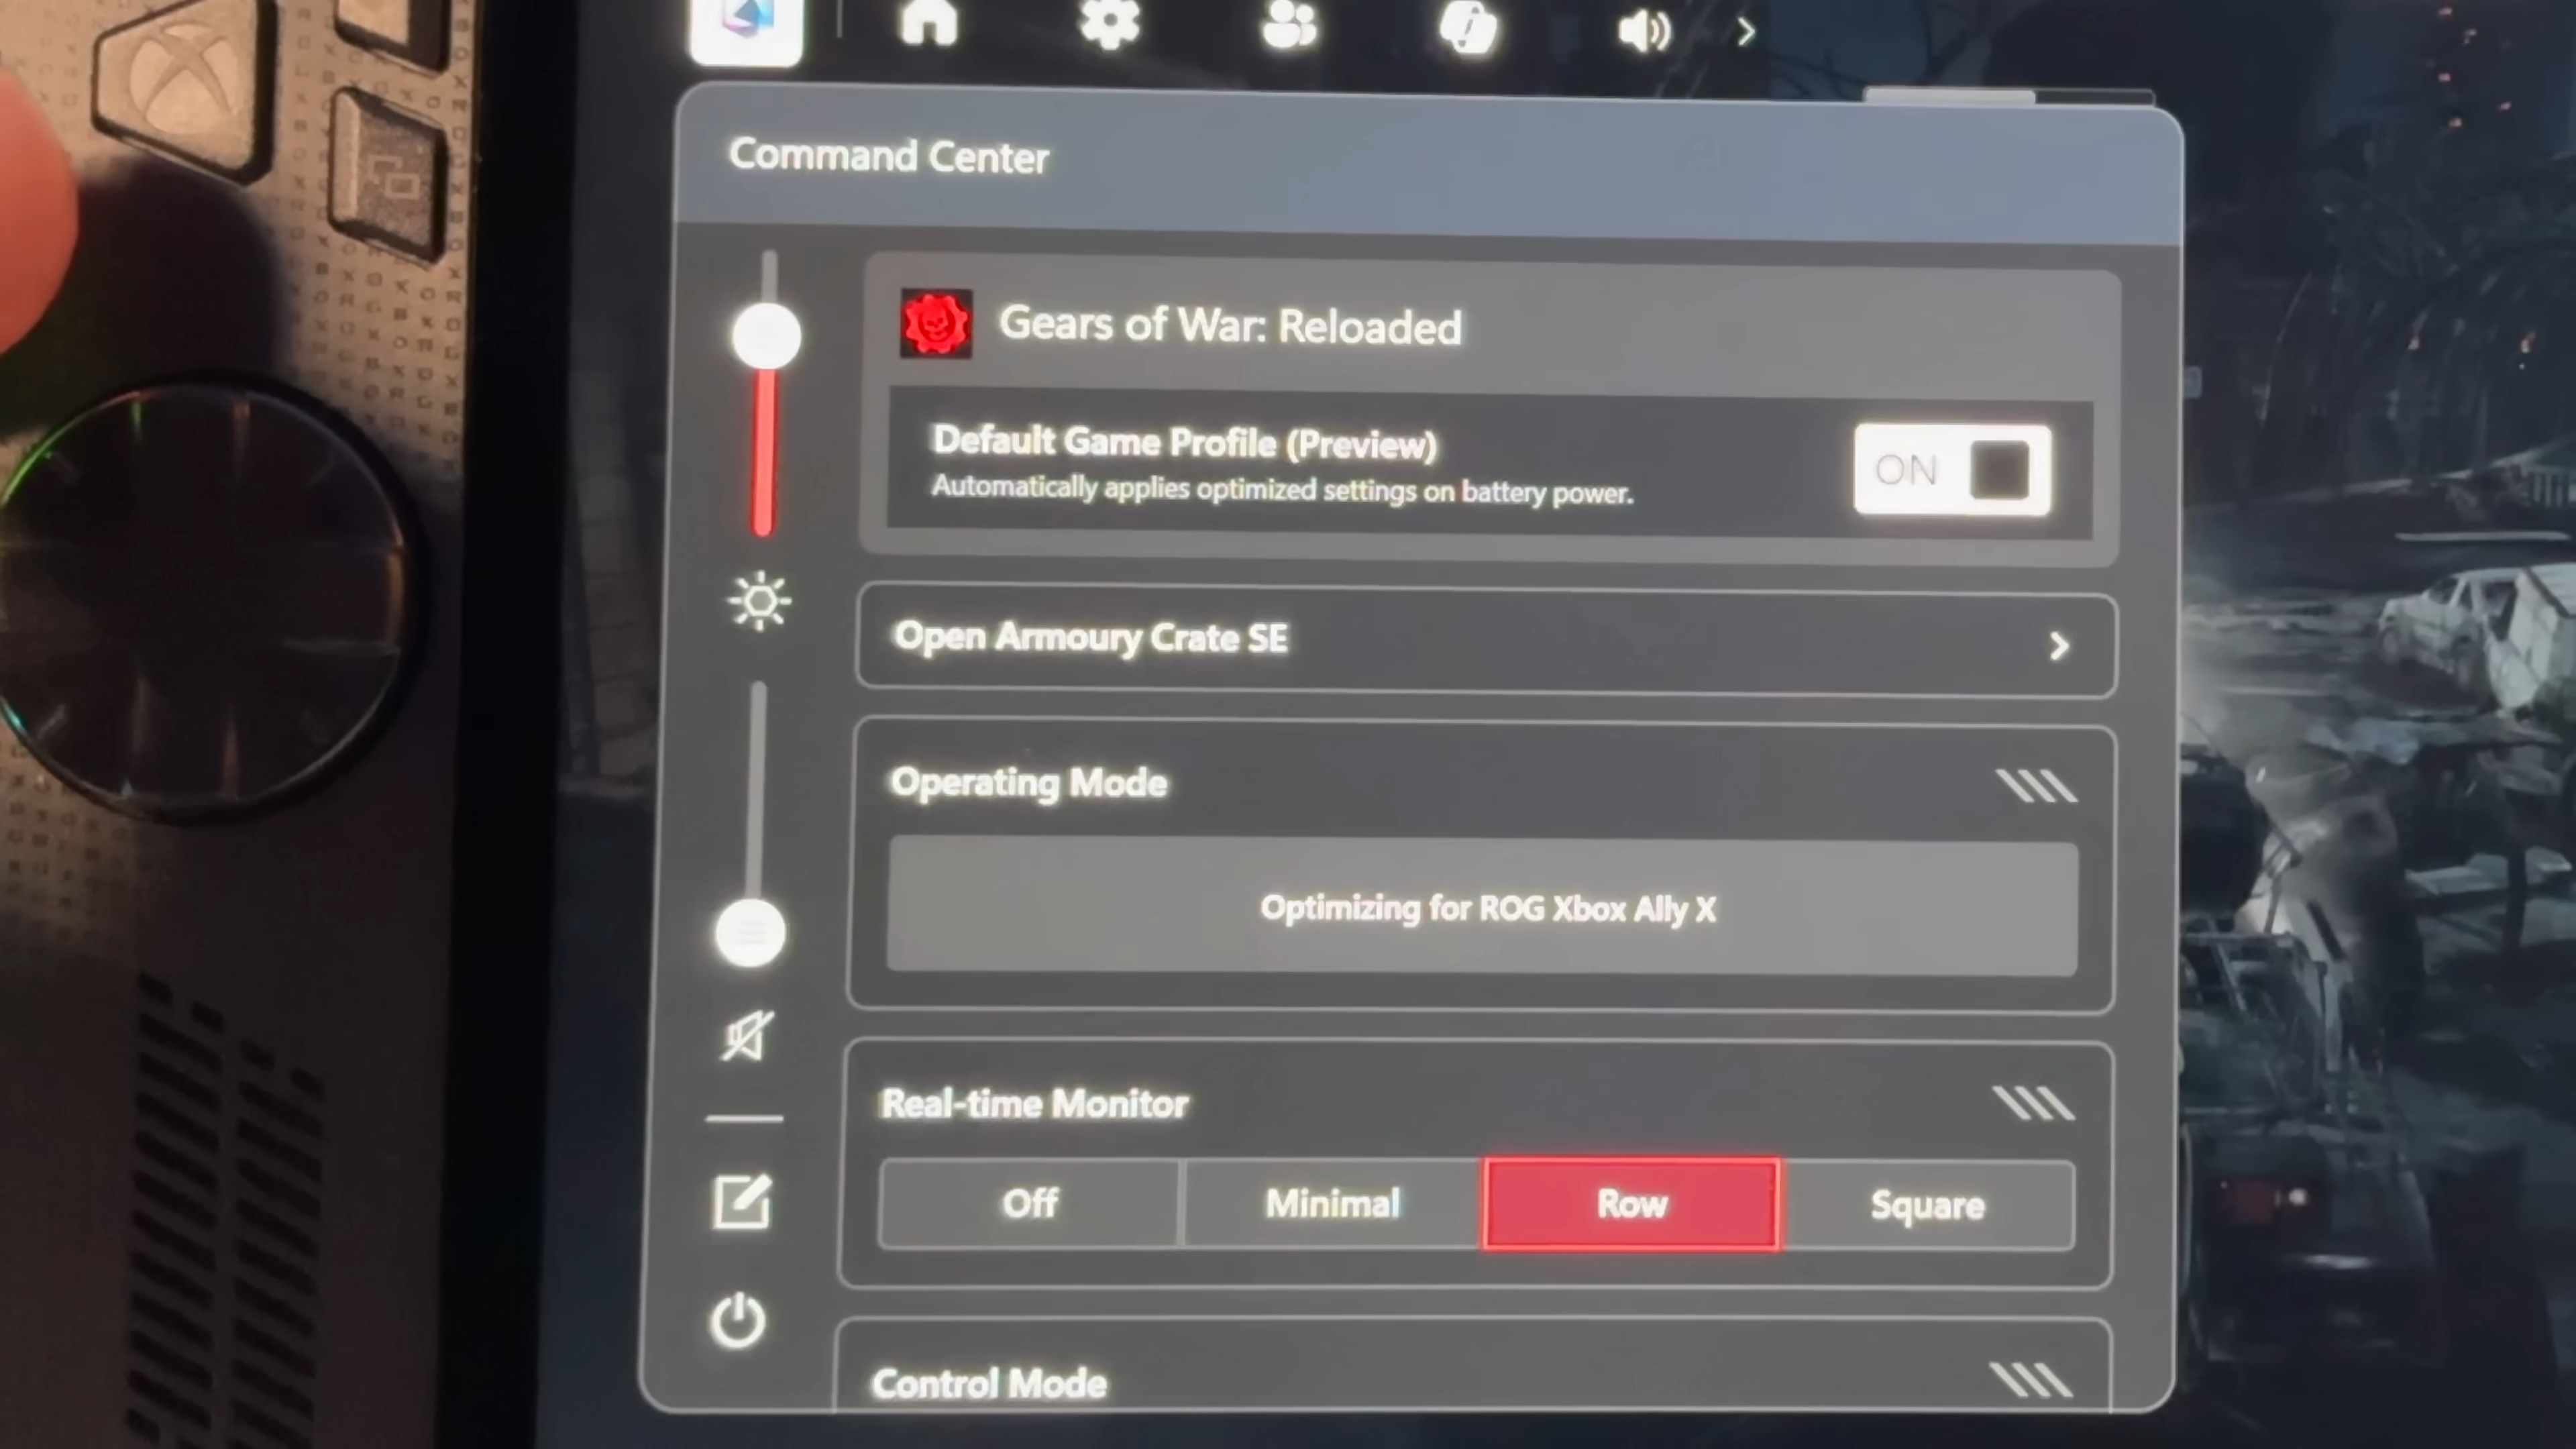 Command Center
Gears of War: Reloaded
Default Game Profile (Preview)
Automatically applies optimized settings on battery power.
ON
Open Armoury Crate SE
Operating Mode
Optimizing for ROG Xbox Ally X
Real-time Monitor
Off
Minimal
Row
Square
Control Mode